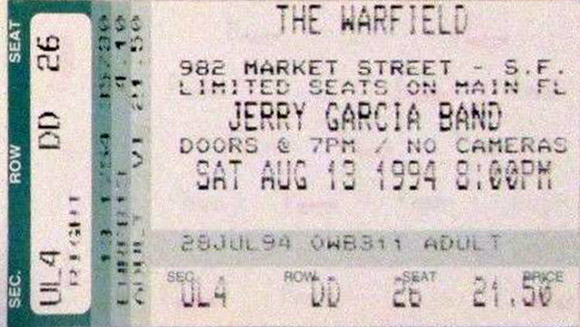 THE WARFIELD
982 MARKET STREET - S.F.
LIMITED SEATS ON MAIN FL
JERRY GARCIA BAND
DOORS @ 7PM / NO CAMERAS
SAT AUG 13 1994 8:00PM
28JUL94 OWB311 ADULT
SEC. ROW SEAT PRICE
UL4 DD 26 21.50
SEC. ROW SEAT
UL4 DD 26
RIGHT